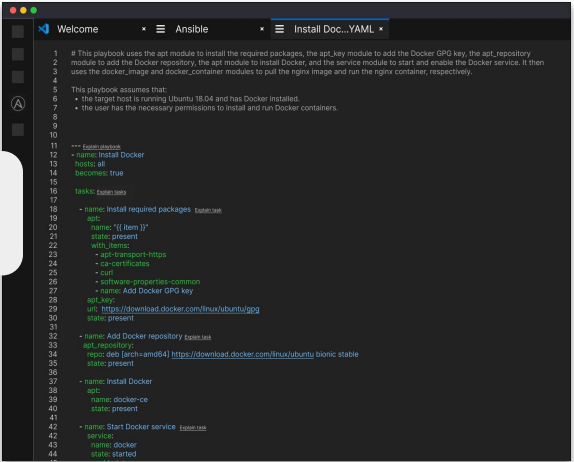 Welcome × Ansible × Install Doc...YAML ×
1 # This playbook uses the apt module to install the required packages, the apt_key module to add the Docker GPG key, the apt_repository
2 module to add the Docker repository, the apt module to install Docker, and the service module to start and enable the Docker service. It then
3 uses the docker_image and docker_container modules to pull the nginx image and run the nginx container, respectively.
4
5 This playbook assumes that:
6 • the target host is running Ubuntu 18.04 and has Docker installed.
7 • the user has the necessary permissions to install and run Docker containers.
8
9
10
11 --- Explain playbook
12 - name: Install Docker
13 hosts: all
14 becomes: true
15
16 tasks: Explain tasks
17
18 - name: Install required packages Explain task
19 apt:
20 name: "{{ item }}"
21 state: present
22 with_items:
23 - apt-transport-https
24 - ca-certificates
25 - curl
26 - software-properties-common
27 - name: Add Docker GPG key
28 apt_key:
29 url: https://download.docker.com/linux/ubuntu/gpg
30 state: present
31
32 - name: Add Docker repository Explain task
33 apt_repository:
34 repo: deb [arch=amd64] https://download.docker.com/linux/ubuntu bionic stable
35 state: present
36
37 - name: Install Docker
38 apt:
39 name: docker-ce
40 state: present
41
42 - name: Start Docker service Explain task
42 service:
43 name: docker
44 state: started